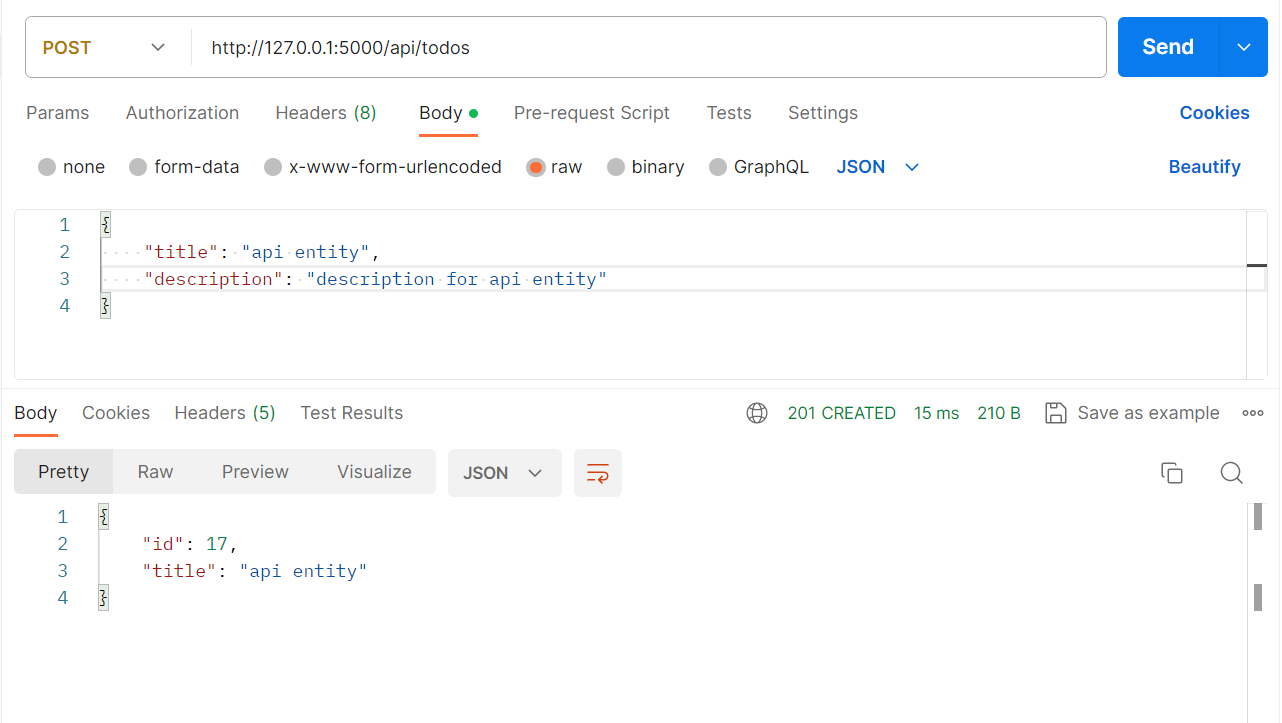 POST http://127.0.0.1:5000/api/todos Send
Params Authorization Headers (8) Body Pre-request Script Tests Settings Cookies
none form-data x-www-form-urlencoded raw binary GraphQL JSON Beautify
1 {
2 "title": "api entity",
3 "description": "description for api entity"
4 }
Body Cookies Headers (5) Test Results 201 CREATED 15 ms 210 B Save as example
Pretty Raw Preview Visualize JSON
1 {
2 "id": 17,
3 "title": "api entity"
4 }